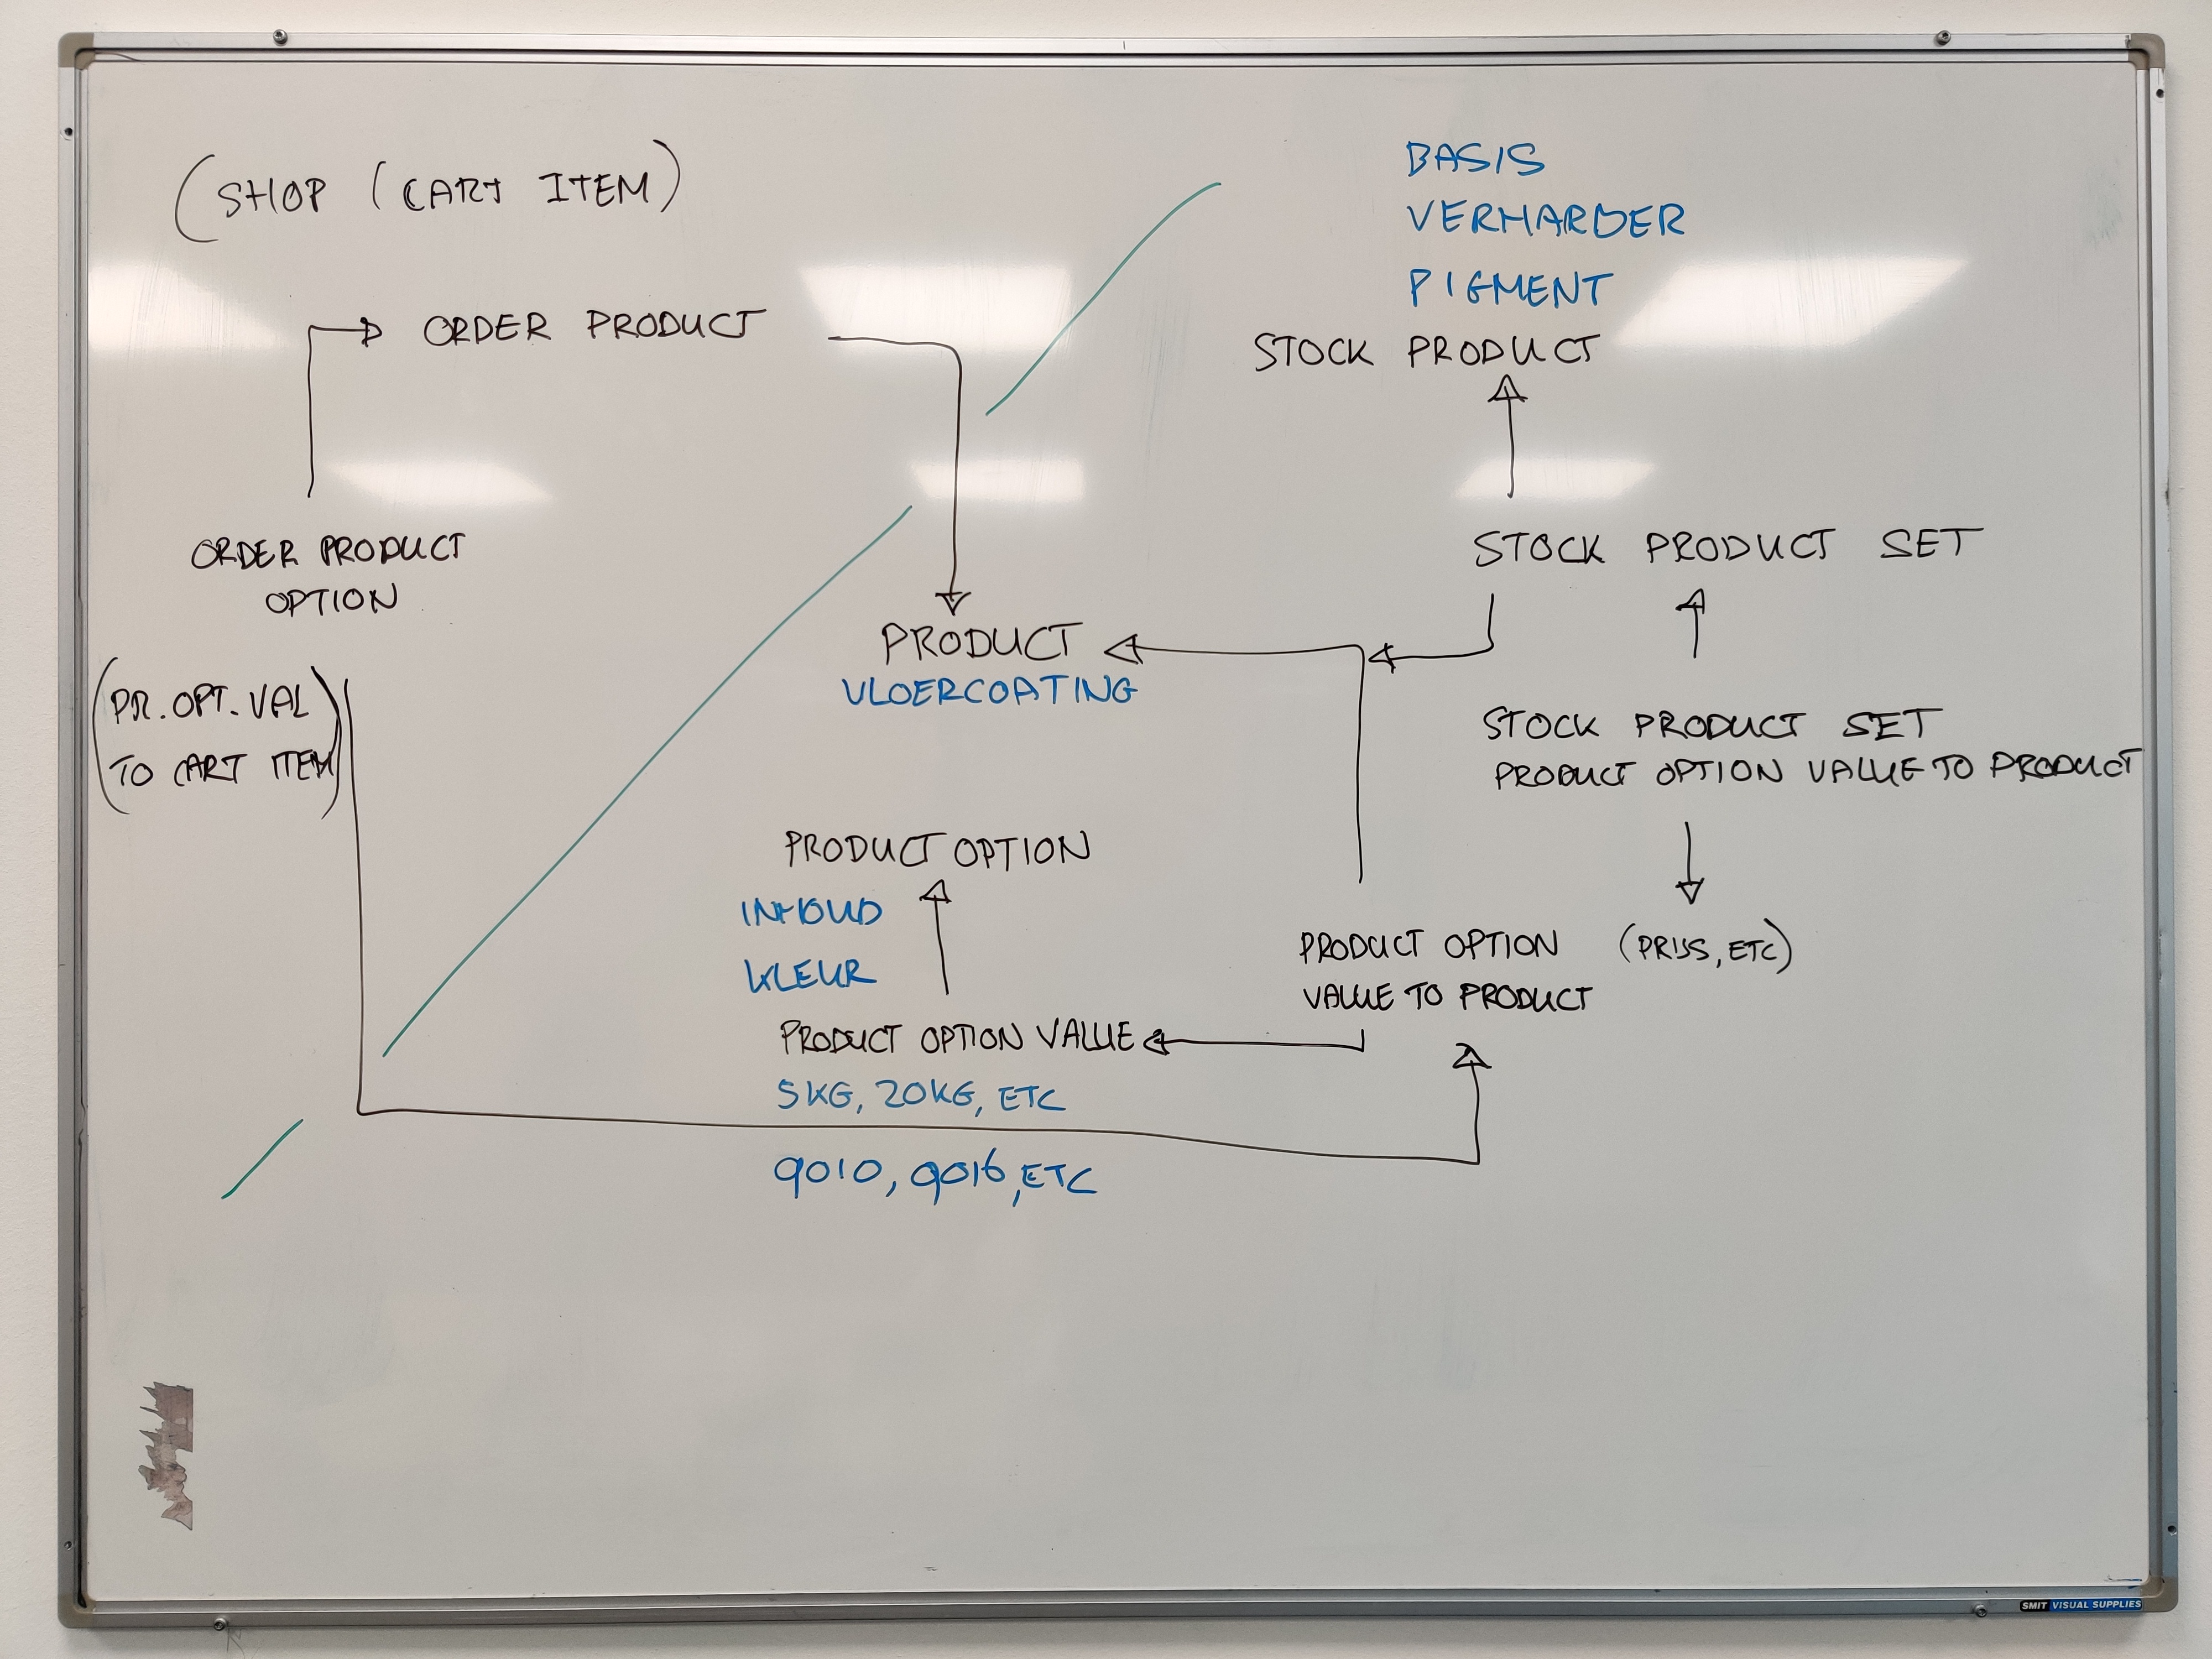 (SHOP (CART ITEM)
ORDER PRODUCT
ORDER PRODUCT
OPTION
(PR. OPT. VAL
TO CART ITEM)
BASIS
VERHARDER
PIGMENT
STOCK PRODUCT
STOCK PRODUCT SET
PRODUCT
VLOERCOATING
STOCK PRODUCT SET
PRODUCT OPTION VALUE TO PRODUCT
PRODUCT OPTION
INHOUD
KLEUR
PRODUCT OPTION
VALUE TO PRODUCT
(PRIJS, ETC)
PRODUCT OPTION VALUE
5KG, 20KG, ETC
9010, 9016, ETC
SMIT VISUAL SUPPLIES